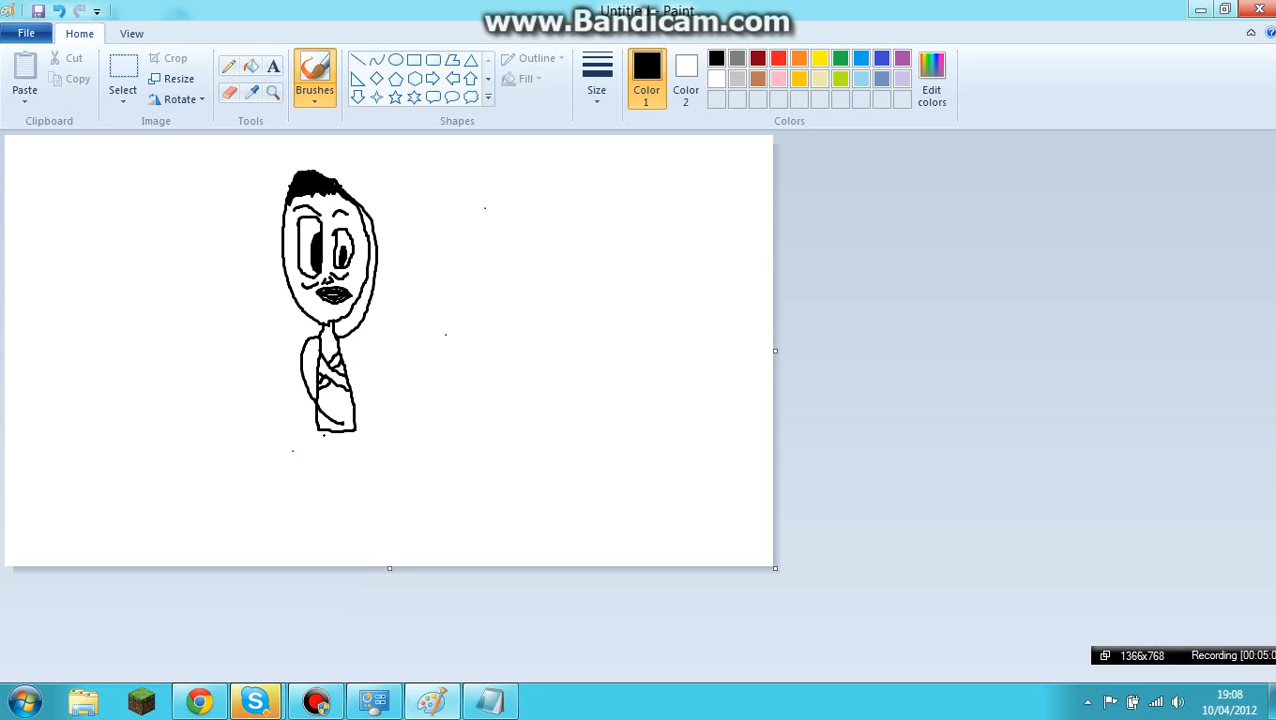 Untitled - Paint
www.Bandicam.com
File Home View
Paste
Cut
Copy
Clipboard
Select
Crop
Resize
Rotate
Image
A
Tools
Brushes
Outline
Fill
Shapes
Size
Color
1
Color
2
Edit
colors
Colors
1366x768 Recording [00:05:0
19:08
10/04/2012